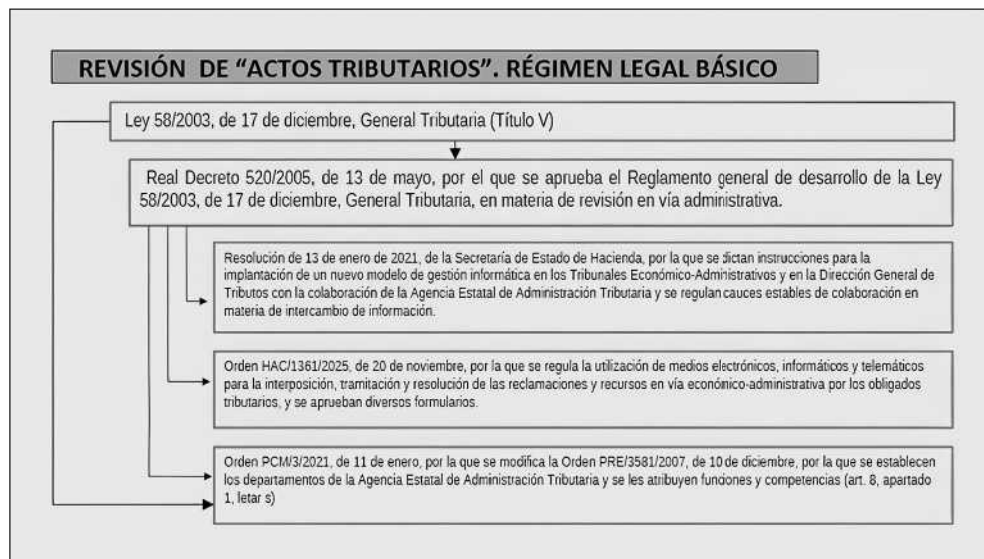 REVISIÓN DE “ACTOS TRIBUTARIOS”. RÉGIMEN LEGAL BÁSICO
Ley 58/2003, de 17 de diciembre, General Tributaria (Título V)
Real Decreto 520/2005, de 13 de mayo, por el que se aprueba el Reglamento general de desarrollo de la Ley
58/2003, de 17 de diciembre, General Tributaria, en materia de revisión en vía administrativa.
Resolución de 13 de enero de 2021, de la Secretaría de Estado de Hacienda, por la que se dictan instrucciones para la
implantación de un nuevo modelo de gestión informática en los Tribunales Económico-Administrativos y en la Dirección General de
Tributos con la colaboración de la Agencia Estatal de Administración Tributaria y se regulan cauces estables de colaboración en
materia de intercambio de información.
Orden HAC/1361/2025, de 20 de noviembre, por la que se regula la utilización de medios electrónicos, informáticos y telemáticos
para la interposición, tramitación y resolución de las reclamaciones y recursos en vía económico-administrativa por los obligados
tributarios, y se aprueban diversos formularios.
Orden PCM/3/2021, de 11 de enero, por la que se modifica la Orden PRE/3581/2007, de 10 de diciembre, por la que se establecen
los departamentos de la Agencia Estatal de Administración Tributaria y se les atribuyen funciones y competencias (art. 8, apartado
1, letar s)